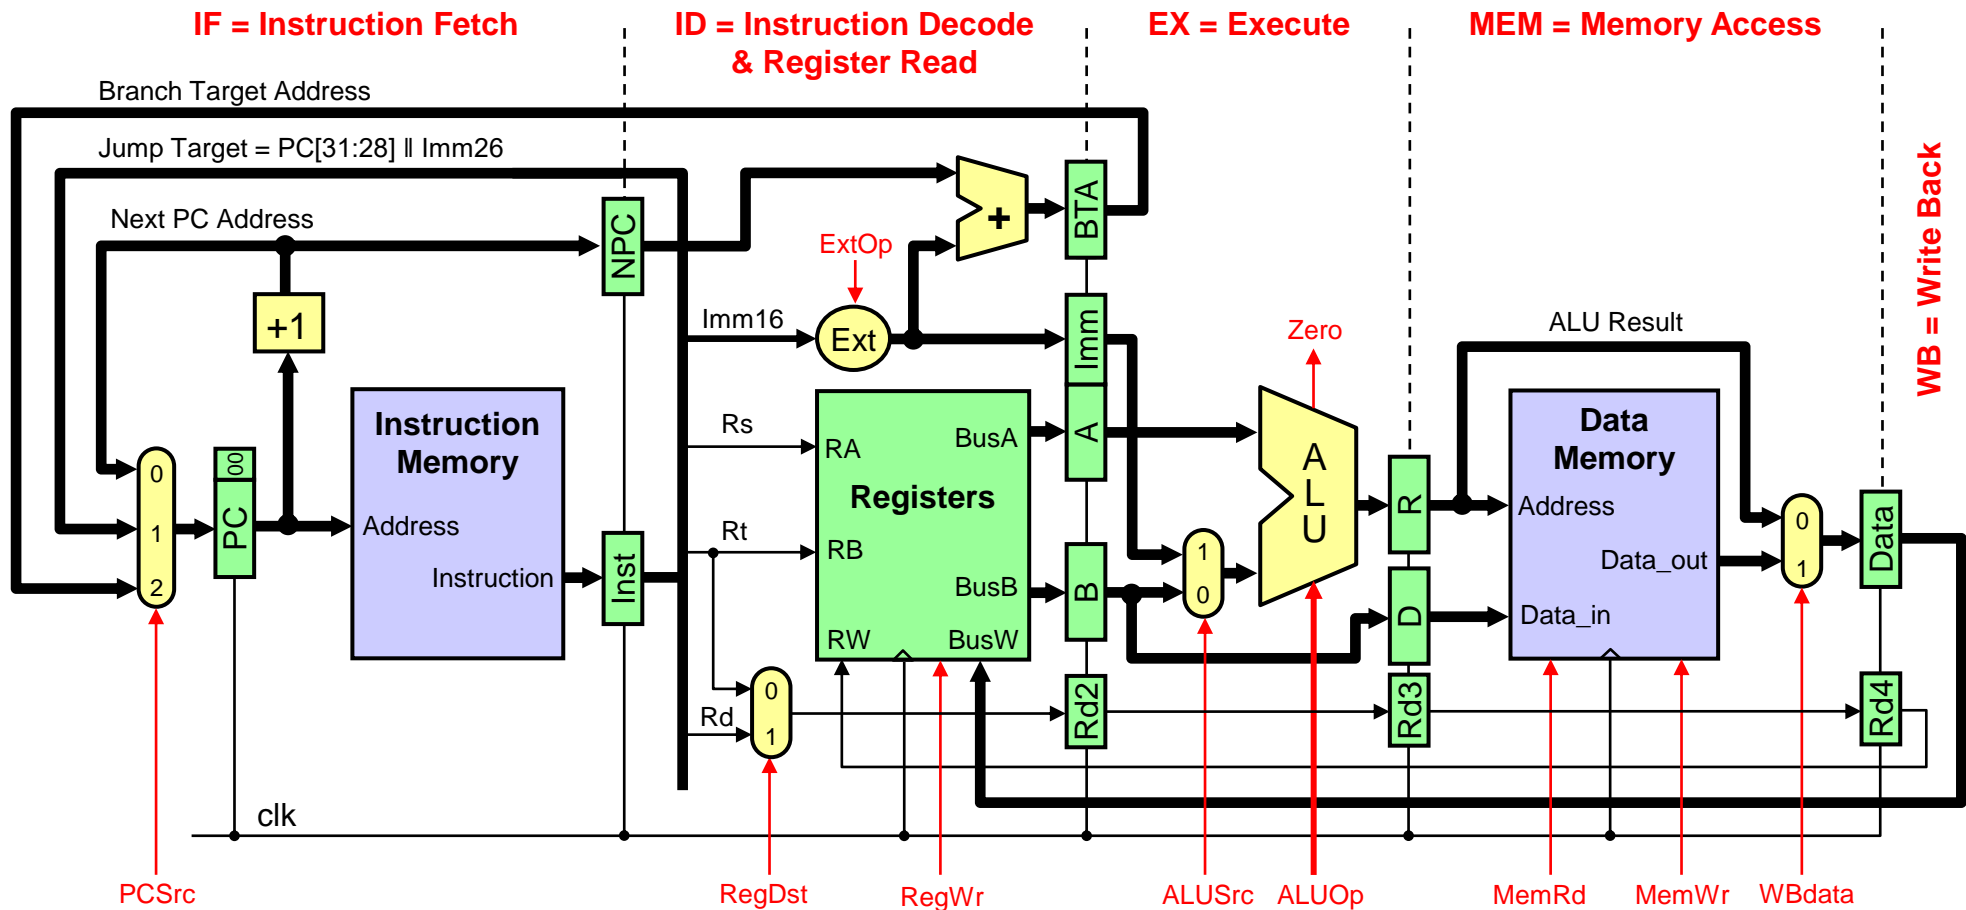 IF = Instruction Fetch
ID = Instruction Decode
& Register Read
EX = Execute
MEM = Memory Access
WB = Write Back
Branch Target Address
Jump Target = PC[31:28] ‖ Imm26
Next PC Address
+1
NPC
+
BTA
ExtOp
Imm16
Ext
Imm
Zero
ALU Result
Instruction
Memory
Address
Instruction
00
PC
0
1
2
Inst
Rs
Rt
Rd
RA
RB
RW
Registers
BusA
BusB
BusW
A
B
0
1
Rd2
1
0
A
L
U
R
D
Rd3
Data
Memory
Address
Data_out
Data_in
0
1
Data
Rd4
clk
PCSrc
RegDst
RegWr
ALUSrc
ALUOp
MemRd
MemWr
WBdata